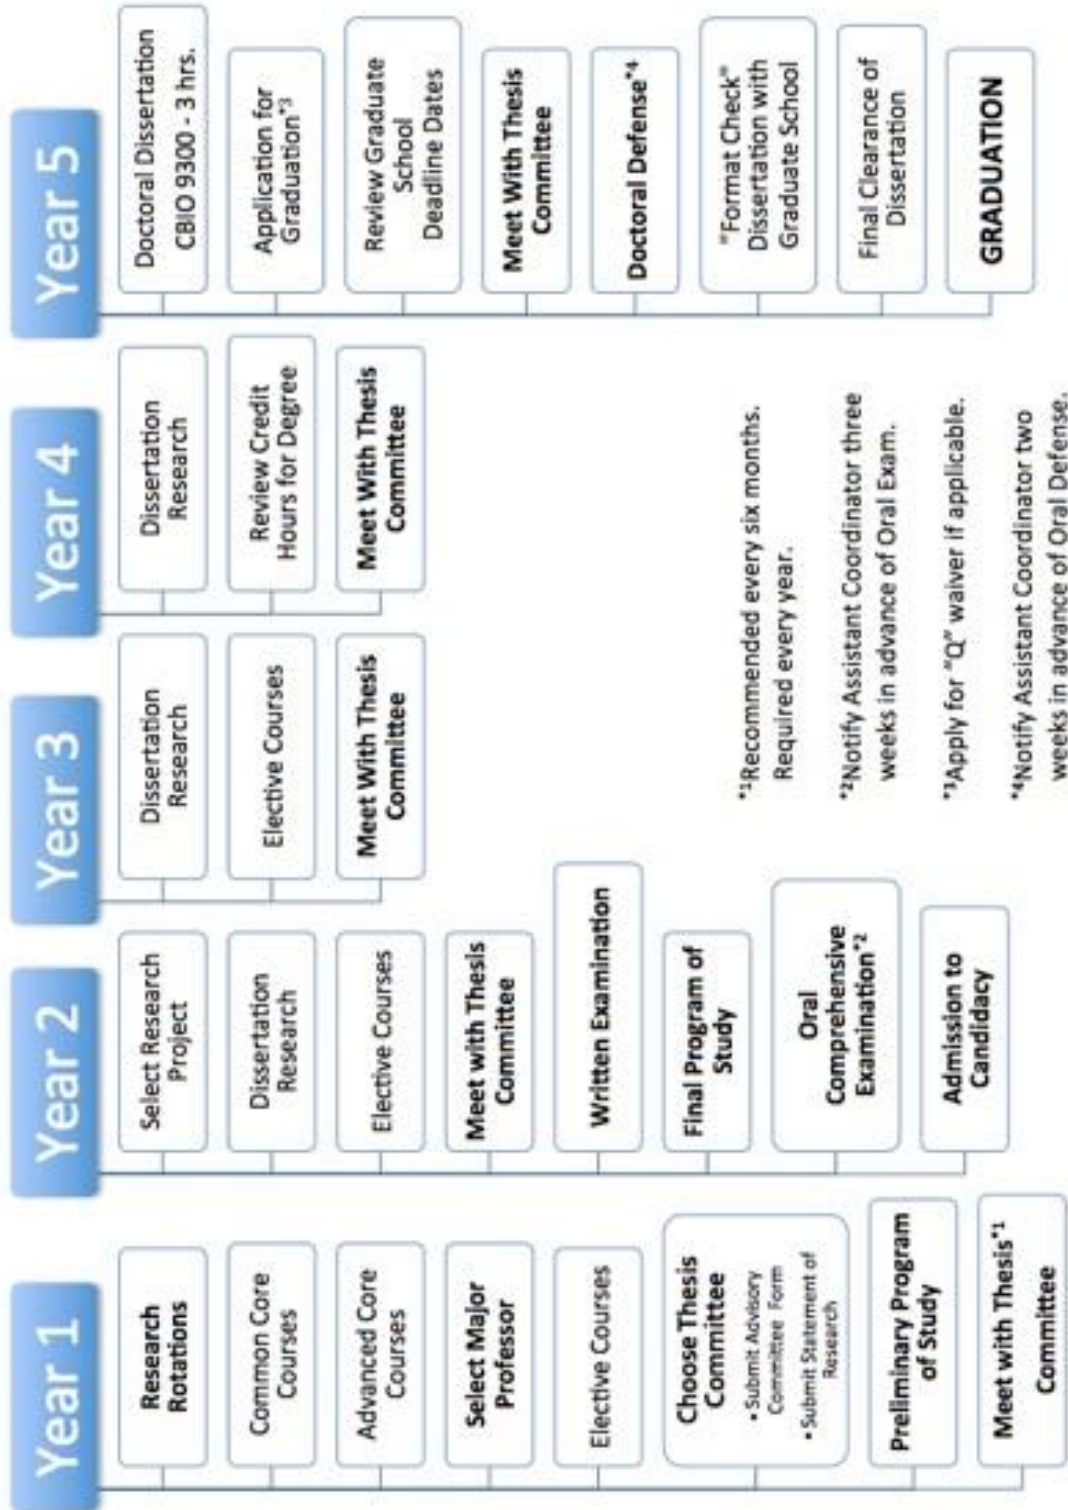 Year 1
Research
Rotations
Common Core
Courses
Advanced Core
Courses
Select Major
Professor
Elective Courses
Choose Thesis
Committee
• Submit Advisory
Committee Form
• Submit Statement of
Research
Preliminary Program
of Study
Meet with Thesis*1
Committee
Year 2
Select Research
Project
Dissertation
Research
Elective Courses
Meet with Thesis
Committee
Written Examination
Final Program of
Study
Oral
Comprehensive
Examination*2
Admission to
Candidacy
Year 3
Dissertation
Research
Elective Courses
Meet With Thesis
Committee
Year 4
Dissertation
Research
Review Credit
Hours for Degree
Meet With Thesis
Committee
Year 5
Doctoral Dissertation
CBIO 9300 - 3 hrs.
Application for
Graduation*3
Review Graduate
School
Deadline Dates
Meet With Thesis
Committee
Doctoral Defense*4
"Format Check"
Dissertation with
Graduate School
Final Clearance of
Dissertation
GRADUATION
*1Recommended every six months.
Required every year.
*2Notify Assistant Coordinator three
weeks in advance of Oral Exam.
*3Apply for "Q" waiver if applicable.
*4Notify Assistant Coordinator two
weeks in advance of Oral Defense.